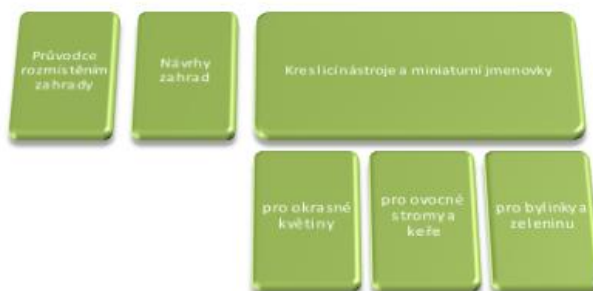 Průvodce
rozmístěním
zahrady
Návrhy
zahrad
Kreslicí nástroje a miniaturní jmenovky
pro okrasné
květiny
pro ovocné
stromy a
keře
pro bylinky a
zeleninu